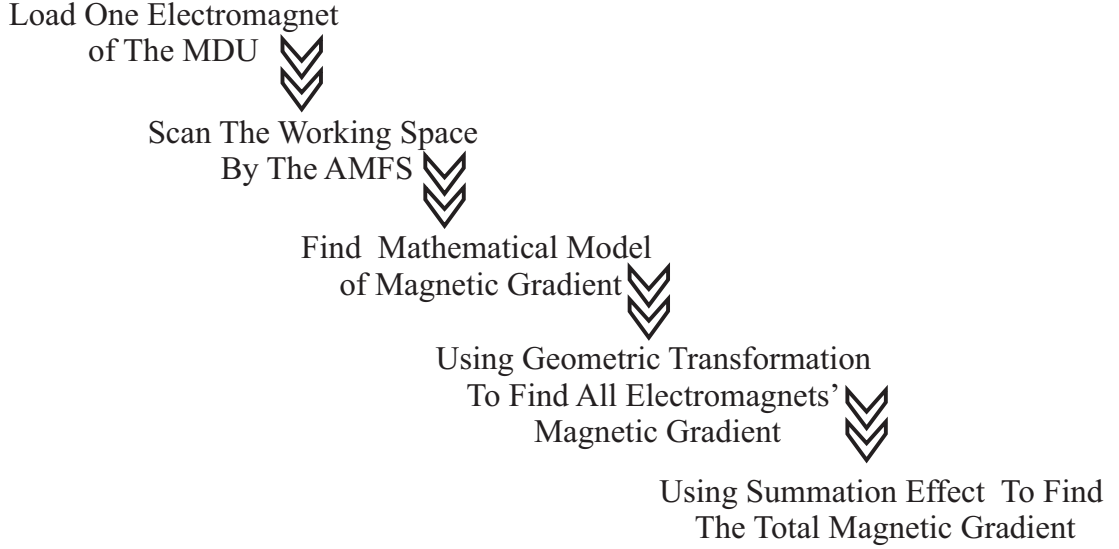 Load One Electromagnet
of The MDU
Scan The Working Space
By The AMFS
Find Mathematical Model
of Magnetic Gradient
Using Geometric Transformation
To Find All Electromagnets’
Magnetic Gradient
Using Summation Effect To Find
The Total Magnetic Gradient